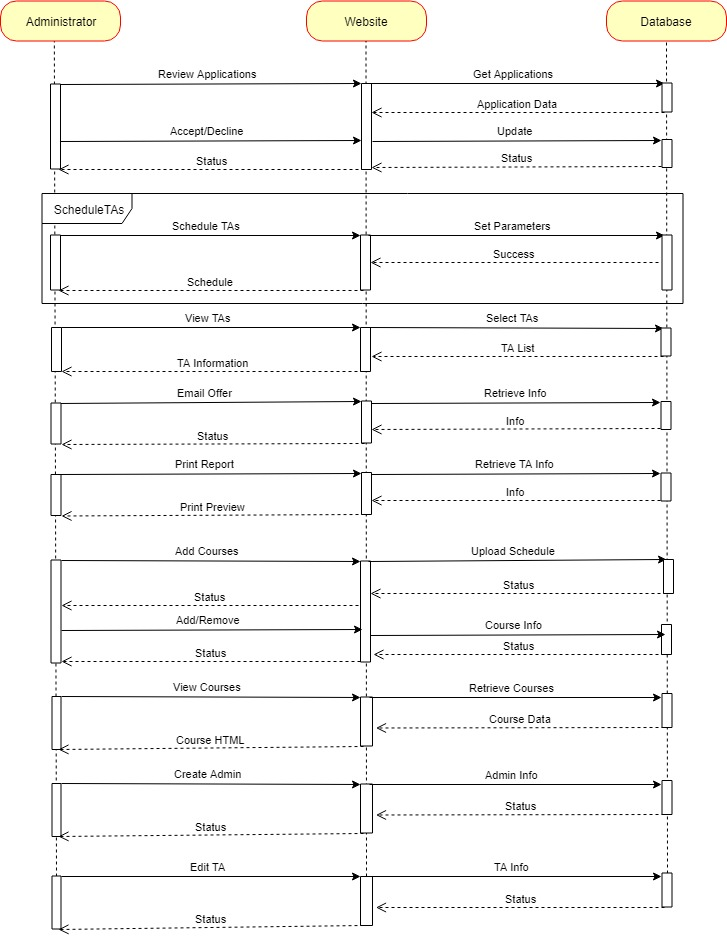 Administrator
Website
Database
Review Applications
Get Applications
Application Data
Accept/Decline
Update
Status
Status
ScheduleTAs
Schedule TAs
Set Parameters
Success
Schedule
View TAs
Select TAs
TA List
TA Information
Email Offer
Retrieve Info
Info
Status
Print Report
Retrieve TA Info
Info
Print Preview
Add Courses
Upload Schedule
Status
Status
Add/Remove
Course Info
Status
Status
View Courses
Retrieve Courses
Course Data
Course HTML
Create Admin
Admin Info
Status
Status
Edit TA
TA Info
Status
Status